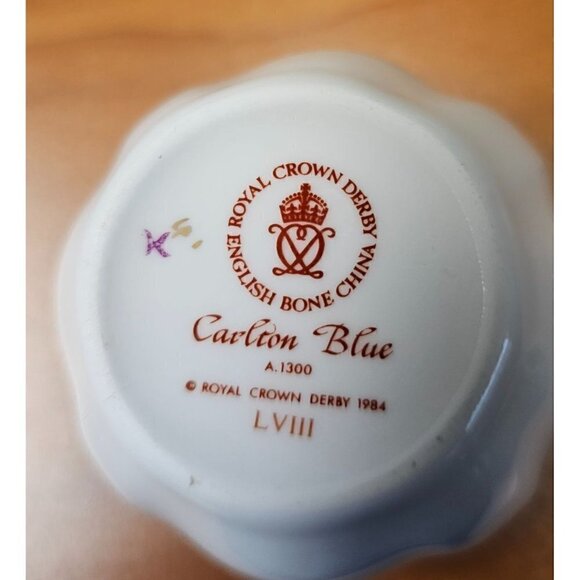 ROYAL CROWN DERBY
ENGLISH BONE CHINA
K
Carlton Blue
A.1300
© ROYAL CROWN DERBY 1984
LVIII